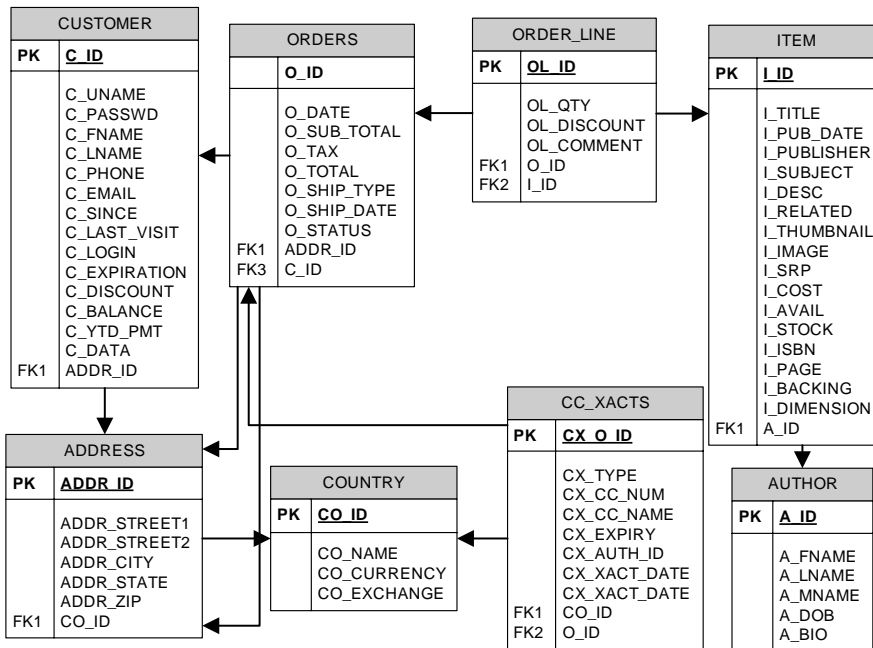 CUSTOMER
PK C_ID
C_UNAME
C_PASSWD
C_FNAME
C_LNAME
C_PHONE
C_EMAIL
C_SINCE
C_LAST_VISIT
C_LOGIN
C_EXPIRATION
C_DISCOUNT
C_BALANCE
C_YTD_PMT
C_DATA
FK1 ADDR_ID
ORDERS
O_ID
O_DATE
O_SUB_TOTAL
O_TAX
O_TOTAL
O_SHIP_TYPE
O_SHIP_DATE
O_STATUS
FK1 ADDR_ID
FK3 C_ID
ORDER_LINE
PK OL_ID
OL_QTY
OL_DISCOUNT
OL_COMMENT
FK1 O_ID
FK2 I_ID
ITEM
PK I_ID
I_TITLE
I_PUB_DATE
I_PUBLISHER
I_SUBJECT
I_DESC
I_RELATED
I_THUMBNAIL
I_IMAGE
I_SRP
I_COST
I_AVAIL
I_STOCK
I_ISBN
I_PAGE
I_BACKING
I_DIMENSION
FK1 A_ID
ADDRESS
PK ADDR_ID
ADDR_STREET1
ADDR_STREET2
ADDR_CITY
ADDR_STATE
ADDR_ZIP
FK1 CO_ID
COUNTRY
PK CO_ID
CO_NAME
CO_CURRENCY
CO_EXCHANGE
CC_XACTS
PK CX_O_ID
CX_TYPE
CX_CC_NUM
CX_CC_NAME
CX_EXPIRY
CX_AUTH_ID
CX_XACT_DATE
CX_XACT_DATE
FK1 CO_ID
FK2 O_ID
AUTHOR
PK A_ID
A_FNAME
A_LNAME
A_MNAME
A_DOB
A_BIO